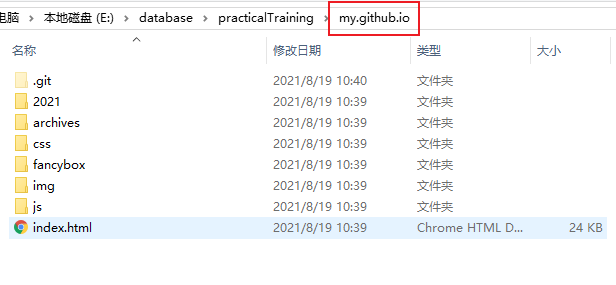 电脑 > 本地磁盘 (E:) > database > practicalTraining > my.github.io
名称 修改日期 类型 大小
.git 2021/8/19 10:40 文件夹
2021 2021/8/19 10:39 文件夹
archives 2021/8/19 10:39 文件夹
css 2021/8/19 10:39 文件夹
fancybox 2021/8/19 10:39 文件夹
img 2021/8/19 10:39 文件夹
js 2021/8/19 10:39 文件夹
index.html 2021/8/19 10:39 Chrome HTML D... 24 KB